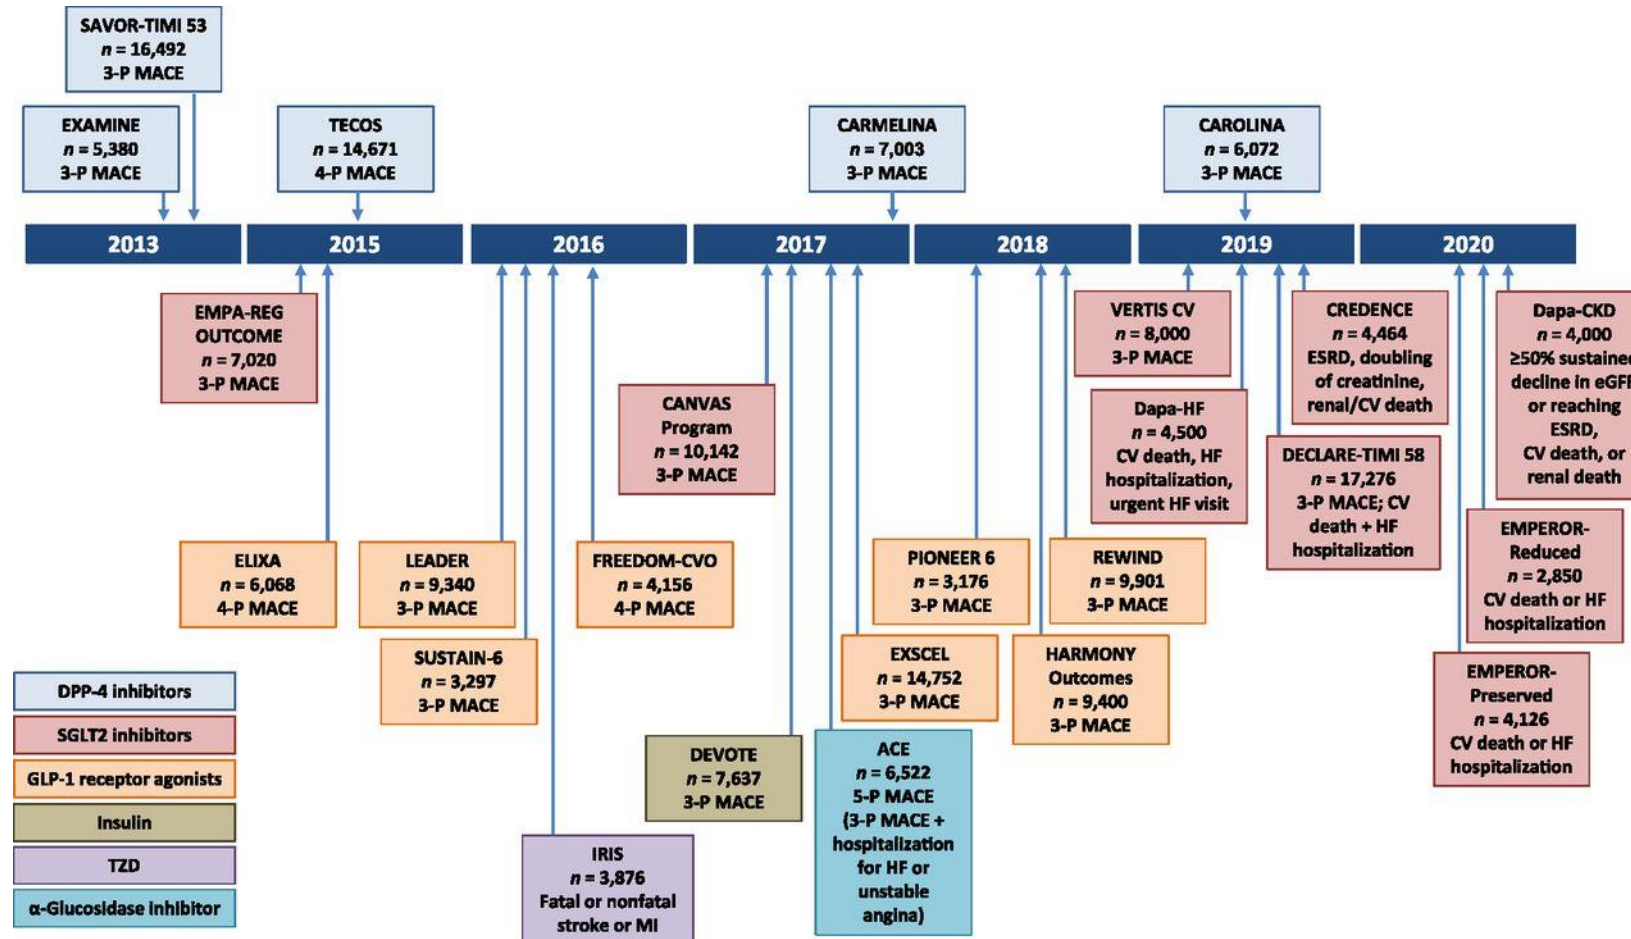 SAVOR-TIMI 53
n = 16,492
3-P MACE
EXAMINE
n = 5,380
3-P MACE
TECOS
n = 14,671
4-P MACE
CARMELINA
n = 7,003
3-P MACE
CAROLINA
n = 6,072
3-P MACE
2013
2015
2016
2017
2018
2019
2020
EMPA-REG
OUTCOME
n = 7,020
3-P MACE
CANVAS
Program
n = 10,142
3-P MACE
VERTIS CV
n = 8,000
3-P MACE
CREDENCE
n = 4,464
ESRD, doubling
of creatinine,
renal/CV death
Dapa-CKD
n = 4,000
≥50% sustained
decline in eGFR
or reaching
ESRD,
CV death, or
renal death
Dapa-HF
n = 4,500
CV death, HF
hospitalization,
urgent HF visit
DECLARE-TIMI 58
n = 17,276
3-P MACE; CV
death + HF
hospitalization
ELIXA
n = 6,068
4-P MACE
LEADER
n = 9,340
3-P MACE
FREEDOM-CVO
n = 4,156
4-P MACE
PIONEER 6
n = 3,176
3-P MACE
REWIND
n = 9,901
3-P MACE
EMPEROR-
Reduced
n = 2,850
CV death or HF
hospitalization
SUSTAIN-6
n = 3,297
3-P MACE
EXSCEL
n = 14,752
3-P MACE
HARMONY
Outcomes
n = 9,400
3-P MACE
EMPEROR-
Preserved
n = 4,126
CV death or HF
hospitalization
DEVOTE
n = 7,637
3-P MACE
ACE
n = 6,522
5-P MACE
(3-P MACE +
hospitalization
for HF or
unstable
angina)
IRIS
n = 3,876
Fatal or nonfatal
stroke or MI
DPP-4 inhibitors
SGLT2 inhibitors
GLP-1 receptor agonists
Insulin
TZD
α-Glucosidase inhibitor